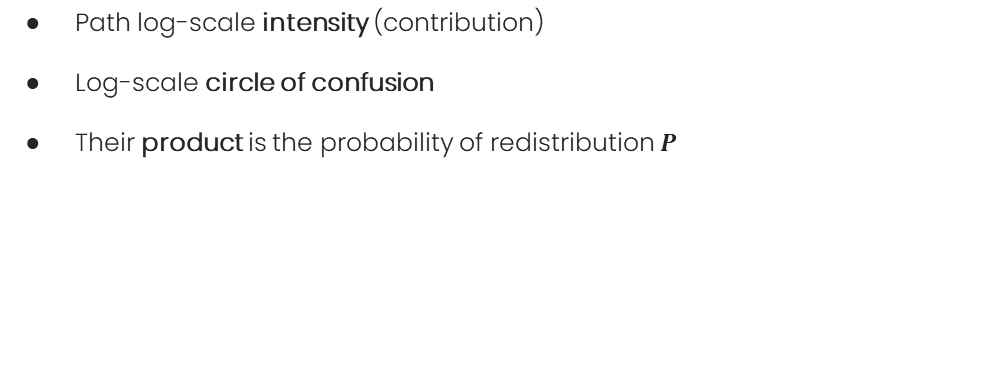 ● Path log-scale intensity (contribution)
● Log-scale circle of confusion
● Their product is the probability of redistribution P